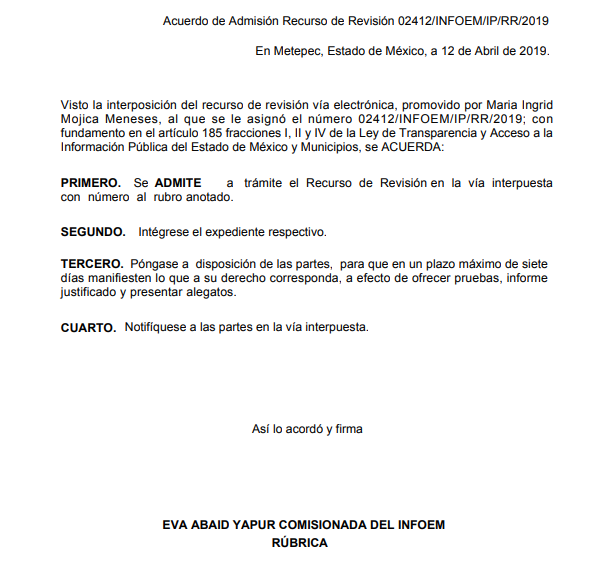 Acuerdo de Admisión Recurso de Revisión 02412/INFOEM/IP/RR/2019
En Metepec, Estado de México, a 12 de Abril de 2019.
Visto la interposición del recurso de revisión vía electrónica, promovido por Maria Ingrid
Mojica Meneses, al que se le asignó el número 02412/INFOEM/IP/RR/2019; con
fundamento en el artículo 185 fracciones I, II y IV de la Ley de Transparencia y Acceso a la
Información Pública del Estado de México y Municipios, se ACUERDA:
PRIMERO. Se ADMITE a trámite el Recurso de Revisión en la vía interpuesta
con número al rubro anotado.
SEGUNDO. Intégrese el expediente respectivo.
TERCERO. Póngase a disposición de las partes, para que en un plazo máximo de siete
días manifiesten lo que a su derecho corresponda, a efecto de ofrecer pruebas, informe
justificado y presentar alegatos.
CUARTO. Notifíquese a las partes en la vía interpuesta.
Así lo acordó y firma
EVA ABAID YAPUR COMISIONADA DEL INFOEM
RÚBRICA